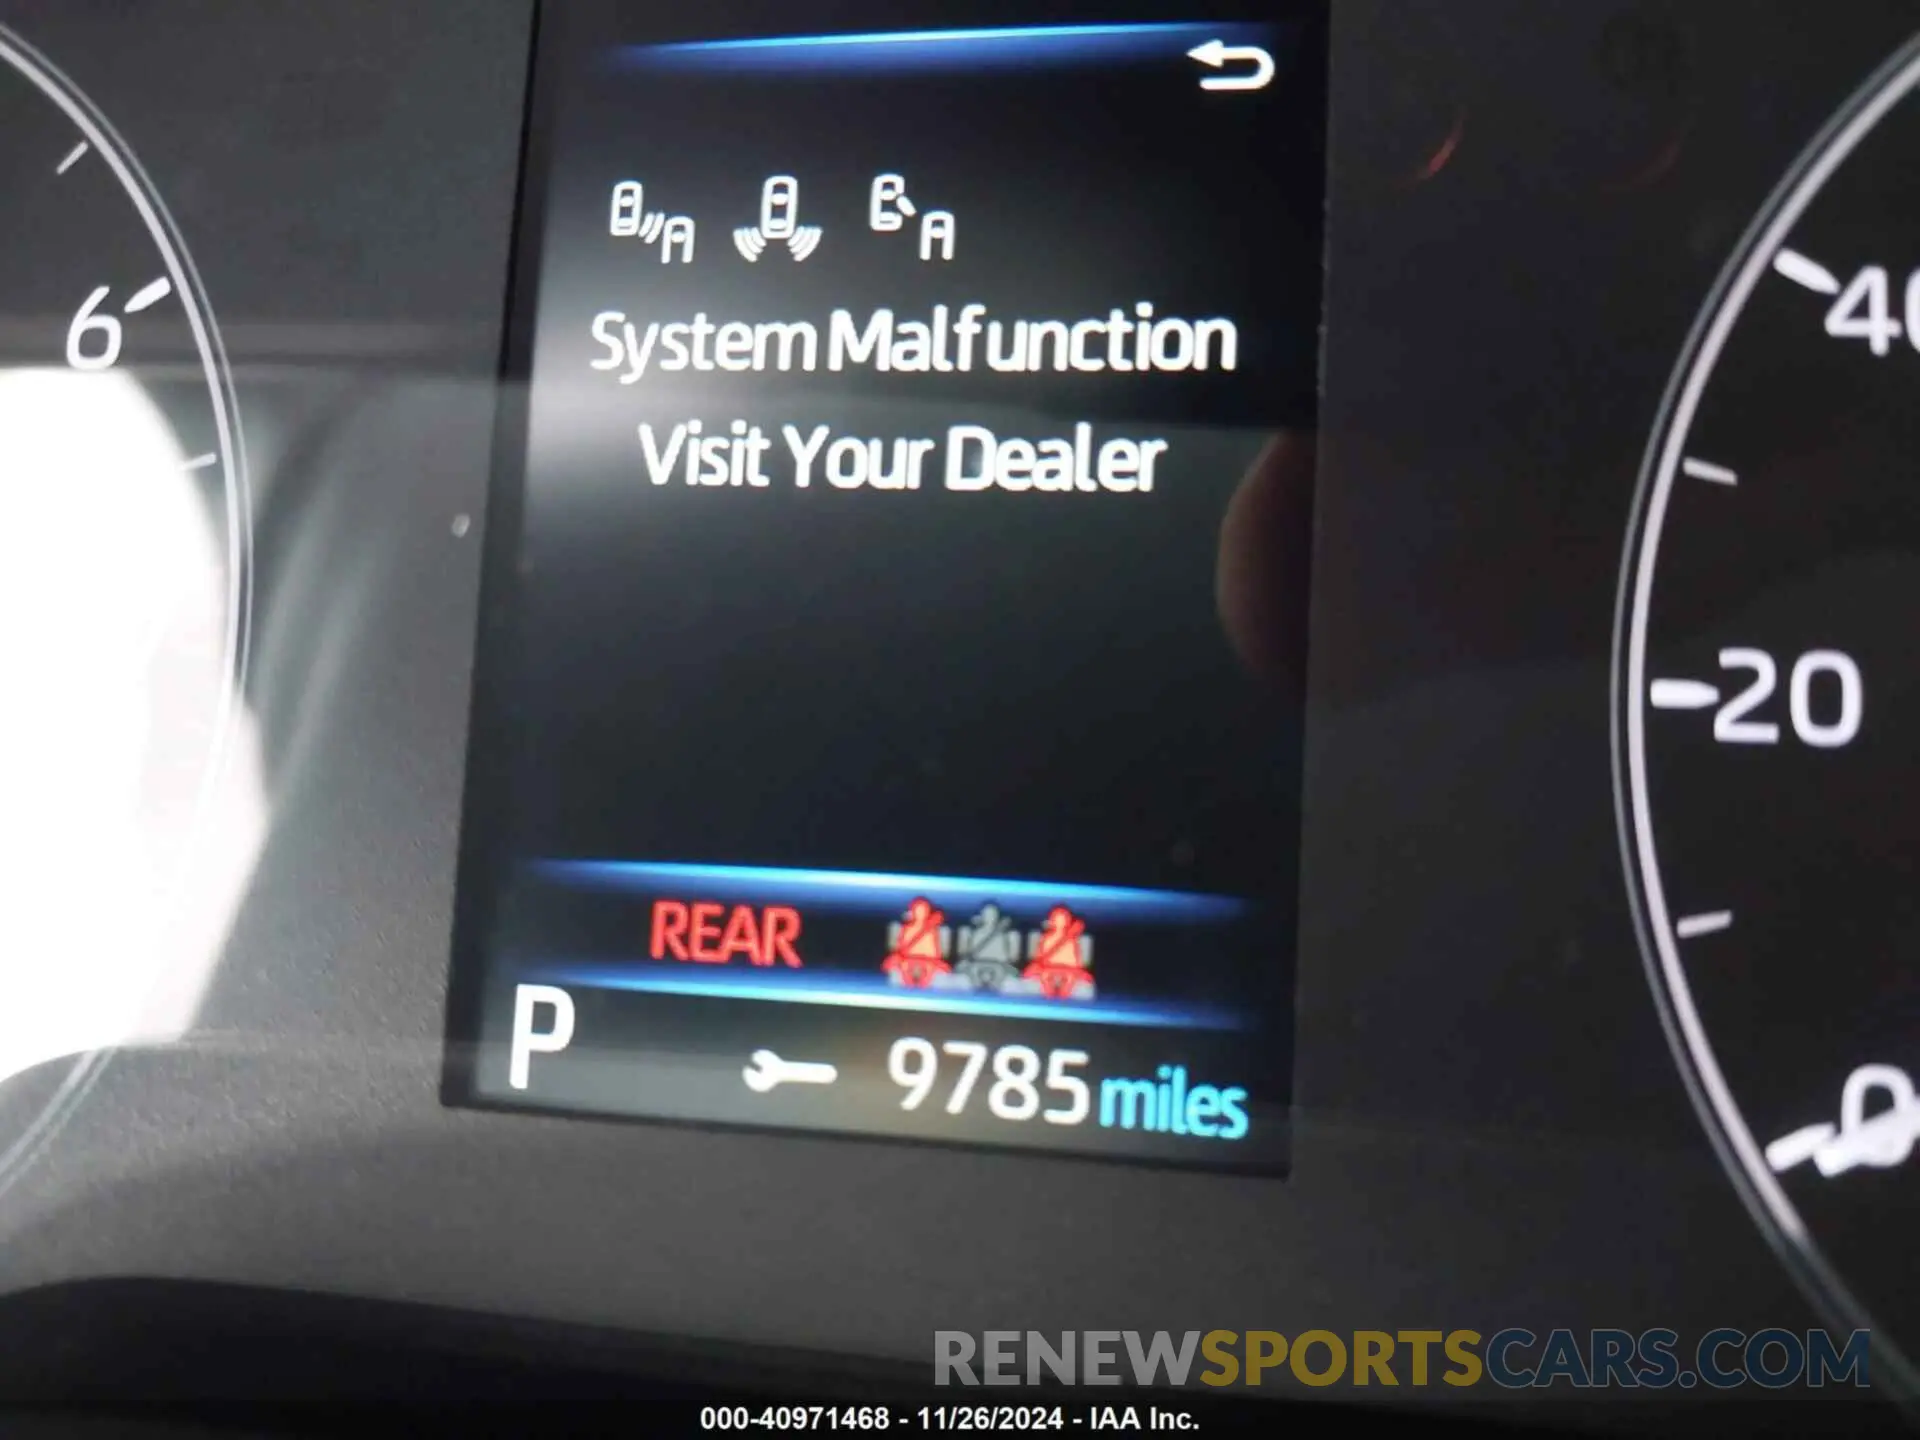 System Malfunction
Visit Your Dealer
6
40
20
0
REAR
P
9785 miles
RENEWSPORTSCARS.COM
000-40971468 - 11/26/2024 - IAA Inc.